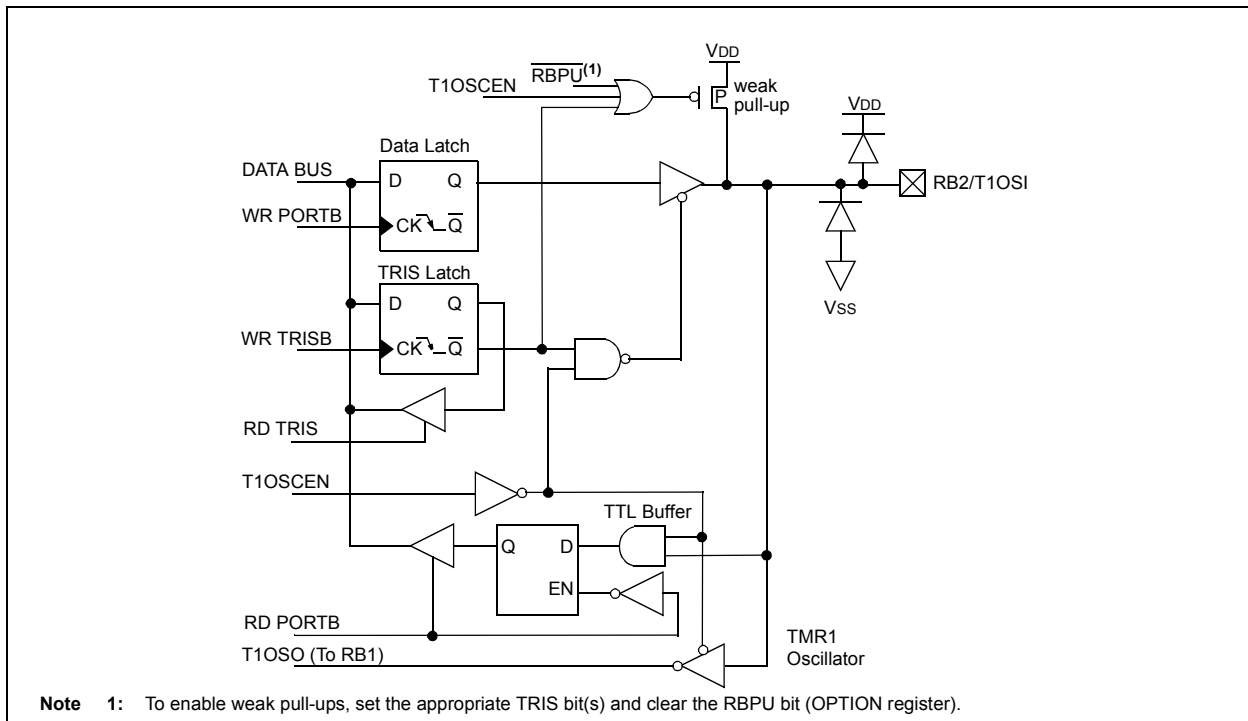 VDD
RBPU(1)
T1OSCEN
P
weak
pull-up
VDD
Data Latch
DATA BUS
D Q
RB2/T1OSI
WR PORTB
CK Q
TRIS Latch
VSS
D Q
WR TRISB
CK Q
RD TRIS
T1OSCEN
TTL Buffer
Q D
EN
RD PORTB
TMR1
Oscillator
T1OSO (To RB1)
Note 1: To enable weak pull-ups, set the appropriate TRIS bit(s) and clear the RBPU bit (OPTION register).